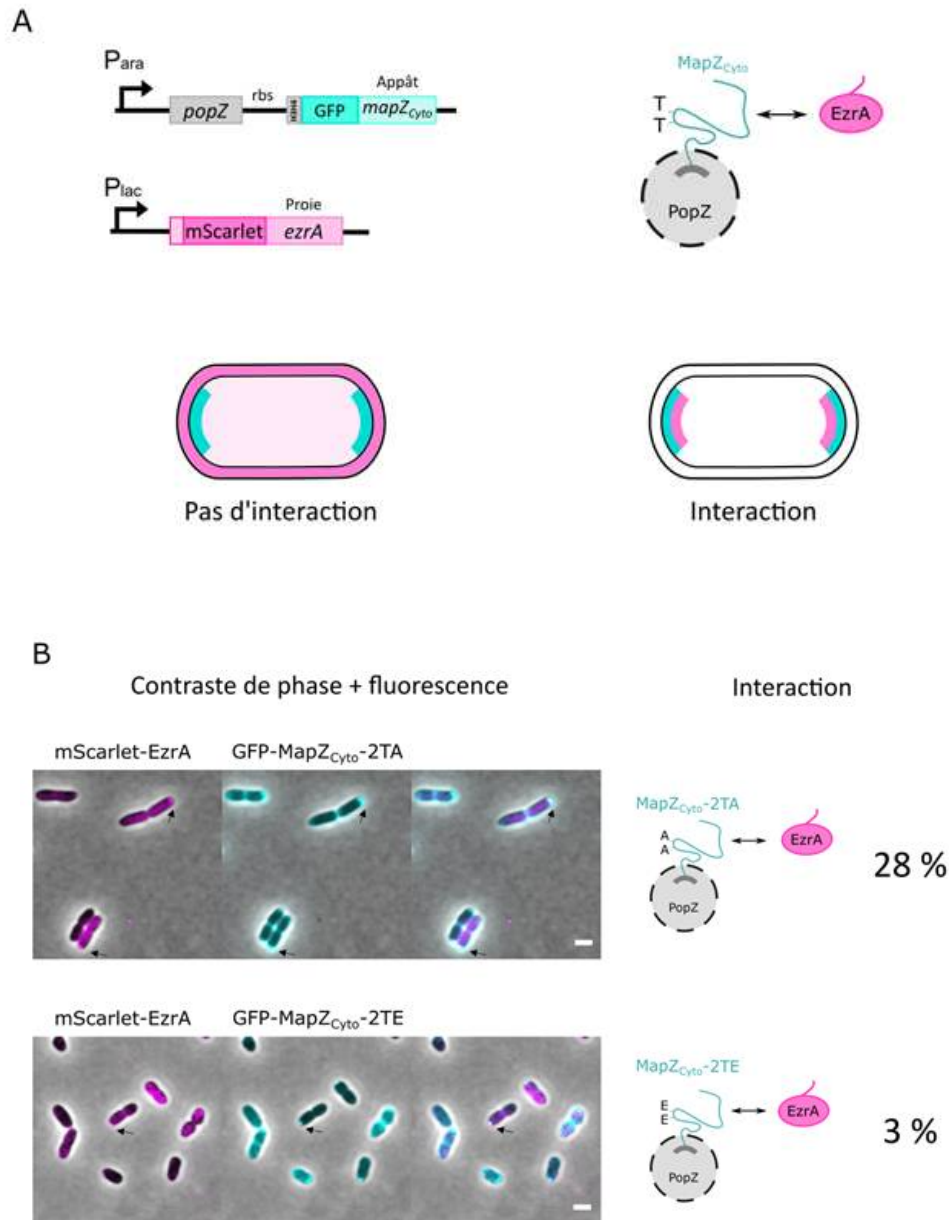 A
Para
popZ
rbs
H3H4
GFP
Appât
mapZCyto
Plac
mScarlet
Proie
ezrA
MapZCyto
T
T
EzrA
PopZ
Pas d'interaction
Interaction
B
Contraste de phase + fluorescence
Interaction
mScarlet-EzrA
GFP-MapZCyto-2TA
MapZCyto-2TA
A
A
EzrA
PopZ
28 %
mScarlet-EzrA
GFP-MapZCyto-2TE
MapZCyto-2TE
E
E
EzrA
PopZ
3 %